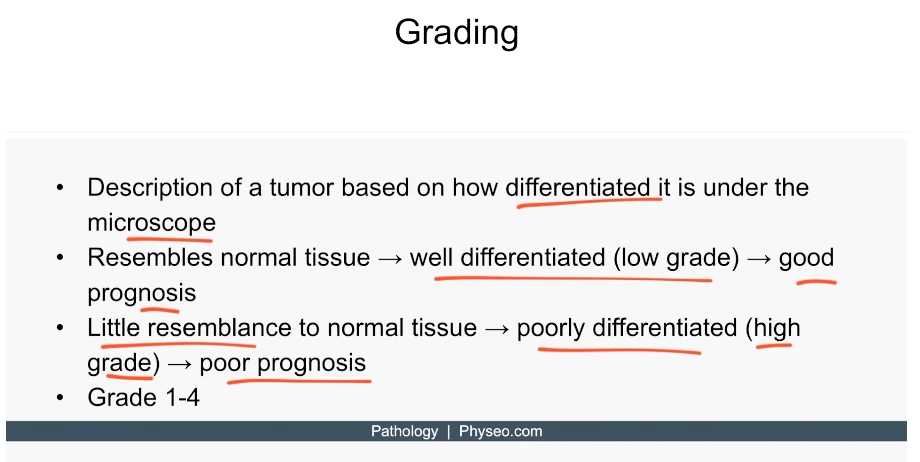 Grading
• Description of a tumor based on how differentiated it is under the
microscope
• Resembles normal tissue → well differentiated (low grade) → good
prognosis
• Little resemblance to normal tissue → poorly differentiated (high
grade) → poor prognosis
• Grade 1-4
Pathology | Physeo.com